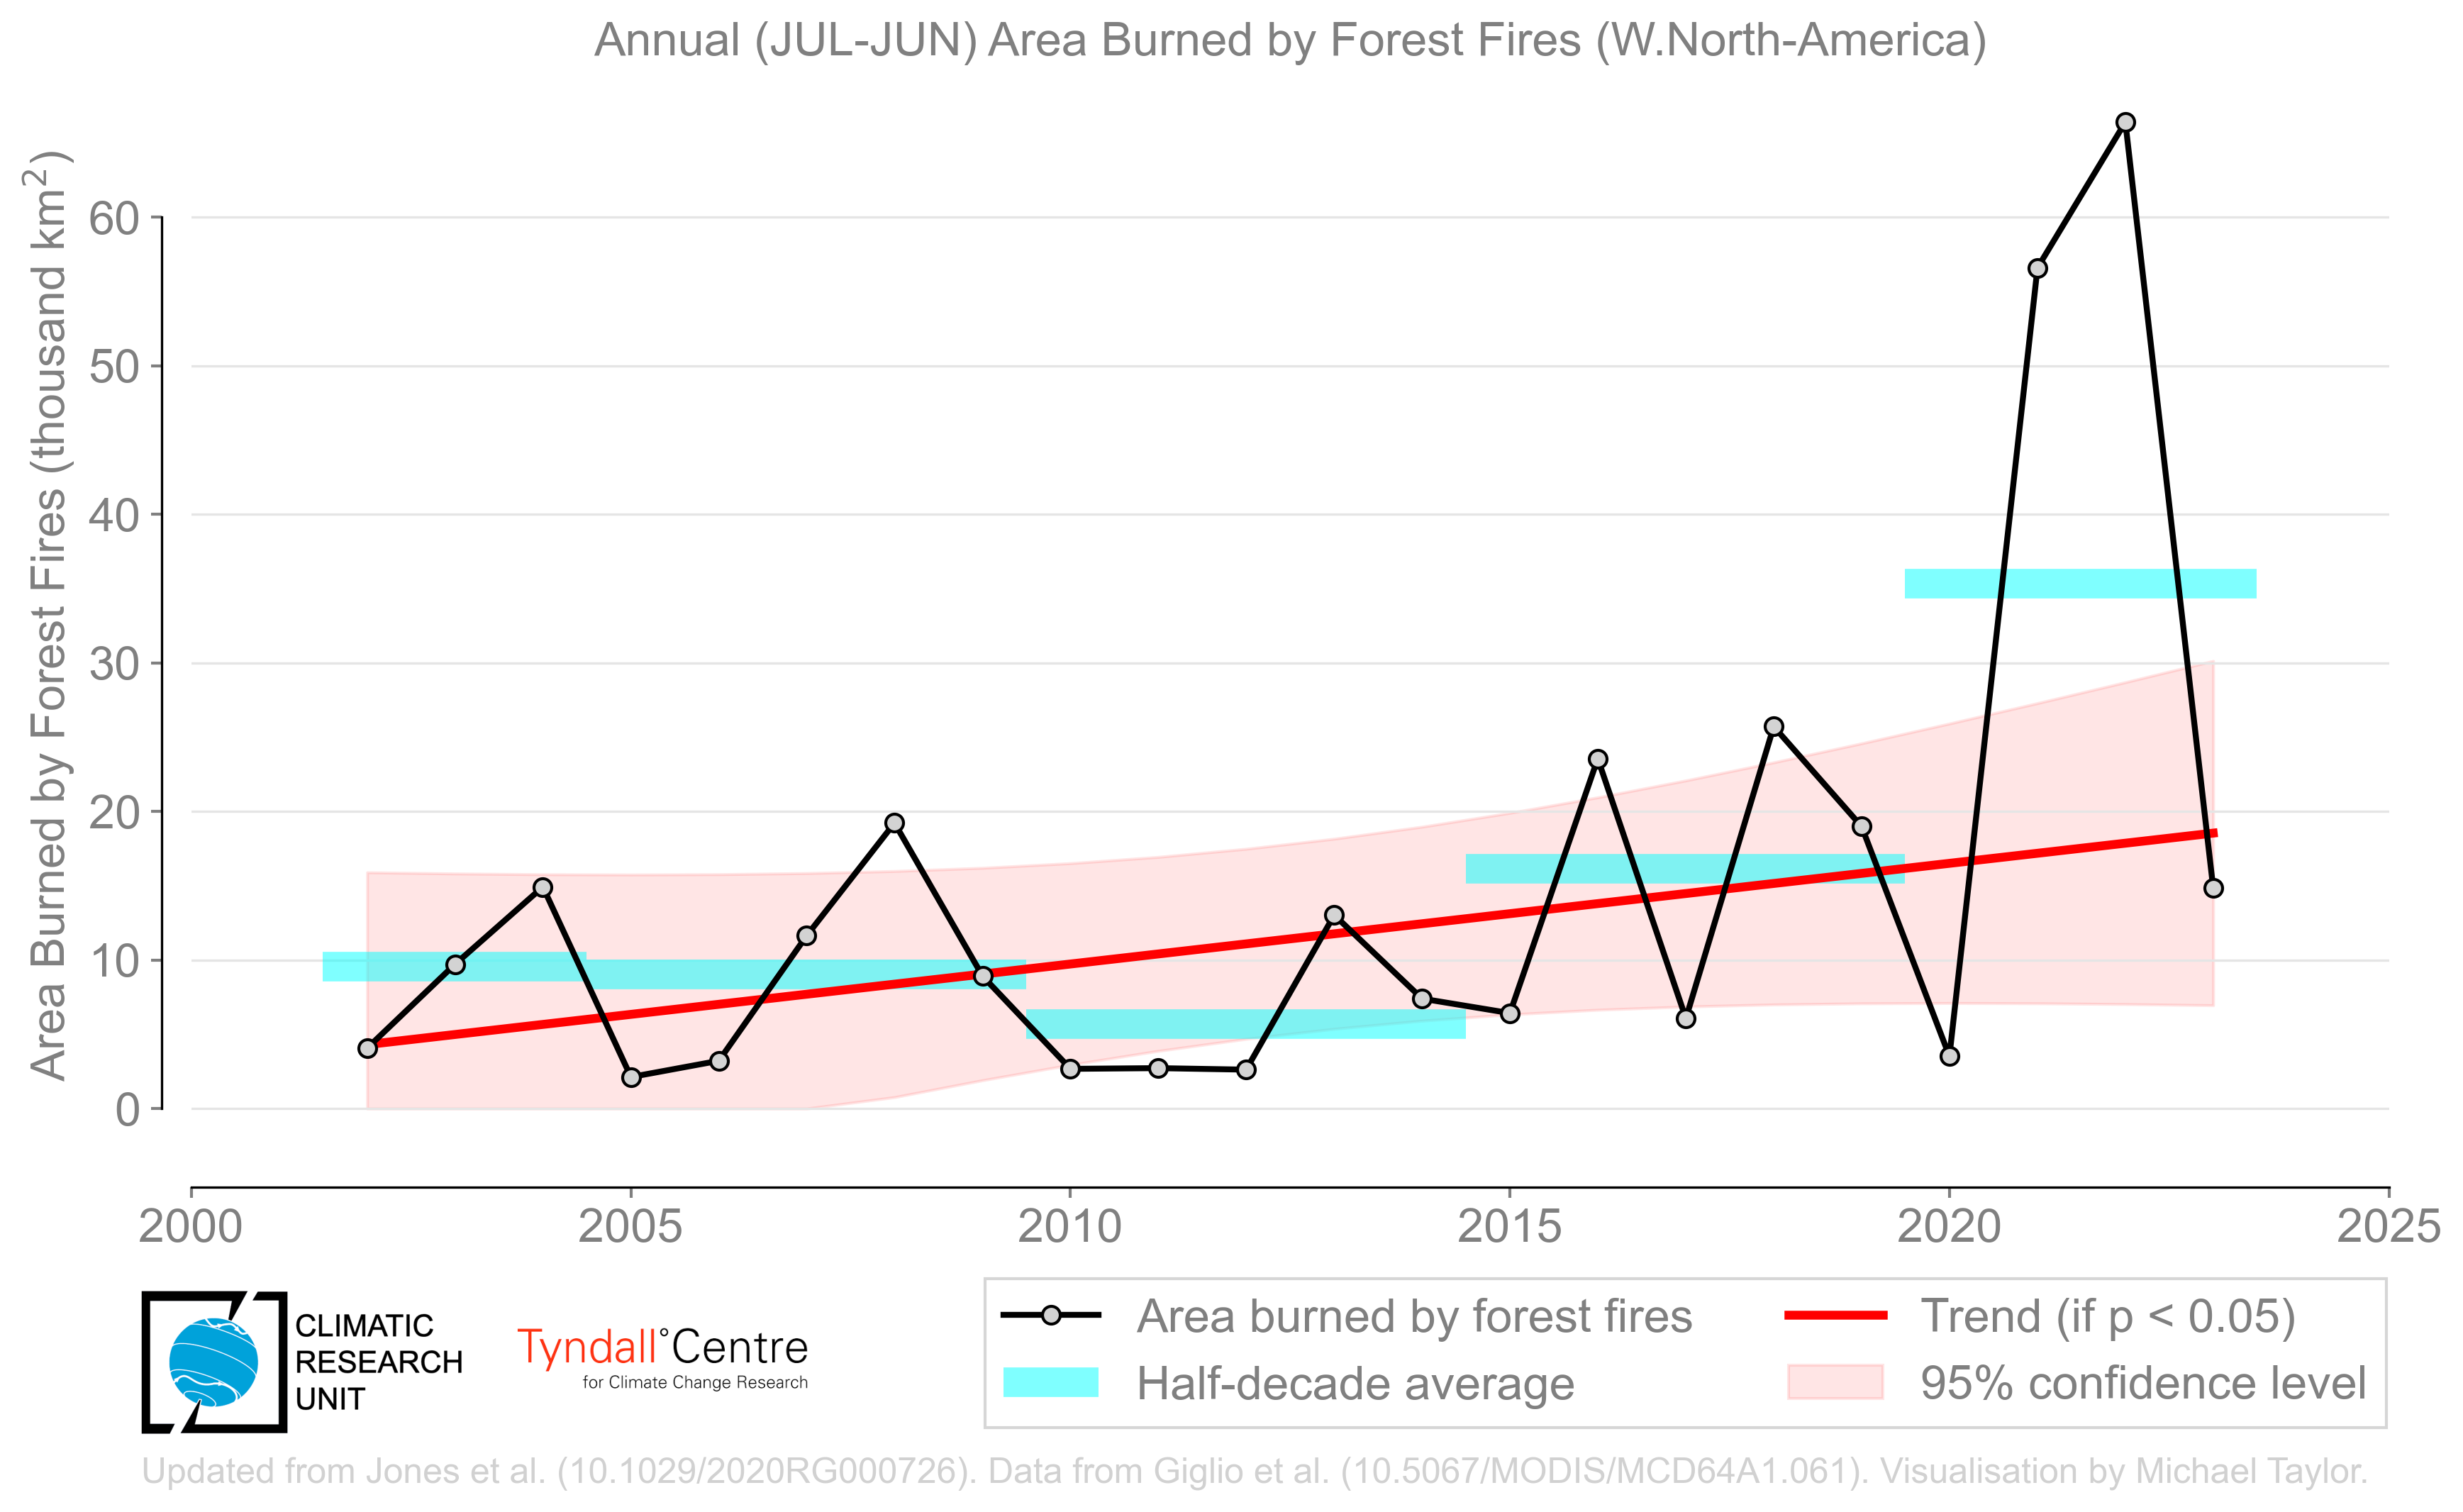 Annual (JUL-JUN) Area Burned by Forest Fires (W.North-America)
Area Burned by Forest Fires (thousand km²)
60
50
40
30
20
10
0
2000 2005 2010 2015 2020 2025
CLIMATIC
RESEARCH
UNIT
Tyndall°Centre
for Climate Change Research
Area burned by forest fires
Trend (if p < 0.05)
Half-decade average
95% confidence level
Updated from Jones et al. (10.1029/2020RG000726). Data from Giglio et al. (10.5067/MODIS/MCD64A1.061). Visualisation by Michael Taylor.